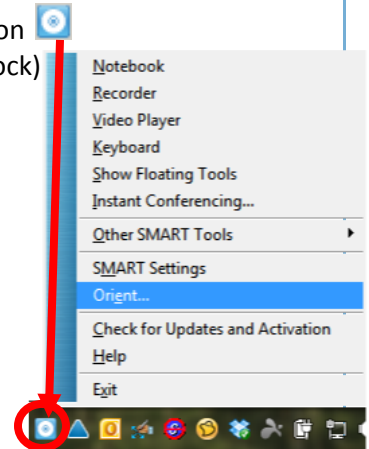 on
ock)
Notebook
Recorder
Video Player
Keyboard
Show Floating Tools
Instant Conferencing...
Other SMART Tools
SMART Settings
Orient...
Check for Updates and Activation
Help
Exit